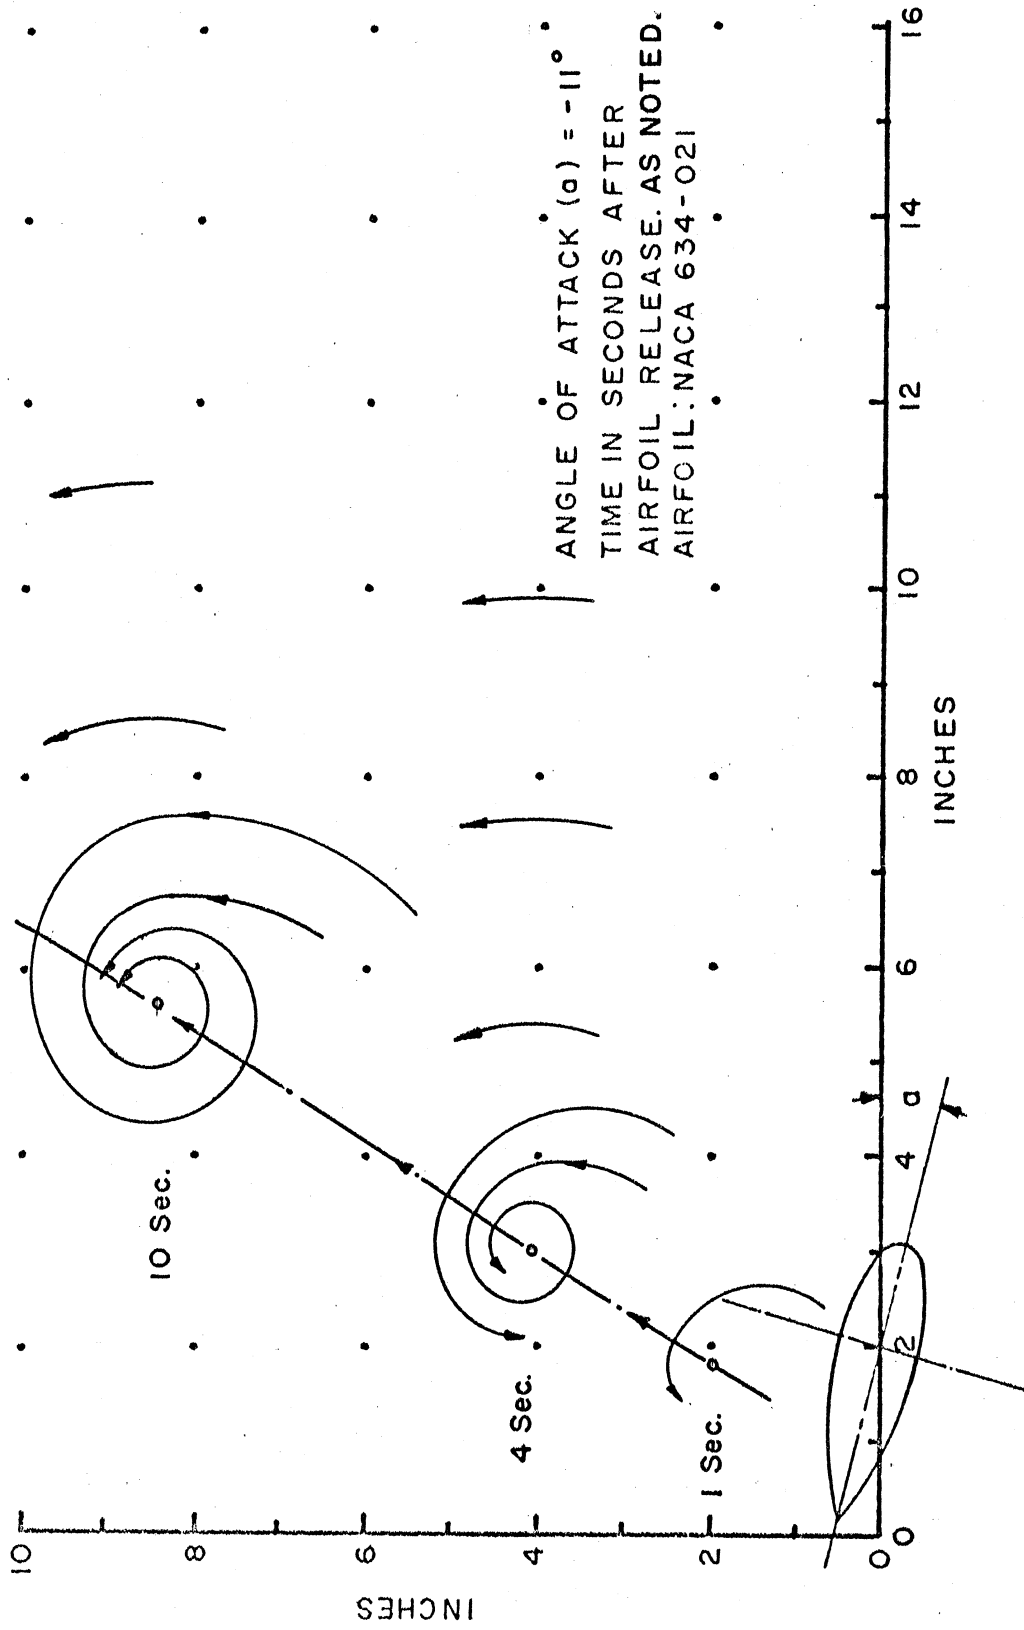 10
8
6
4
2
0
INCHES
10 Sec.
4 Sec.
1 Sec.
ANGLE OF ATTACK (a) = -11°
TIME IN SECONDS AFTER
AIRFOIL RELEASE. AS NOTED.
AIRFOIL: NACA 634-021
0 2 4 a 6 8 10 12 14 16
INCHES